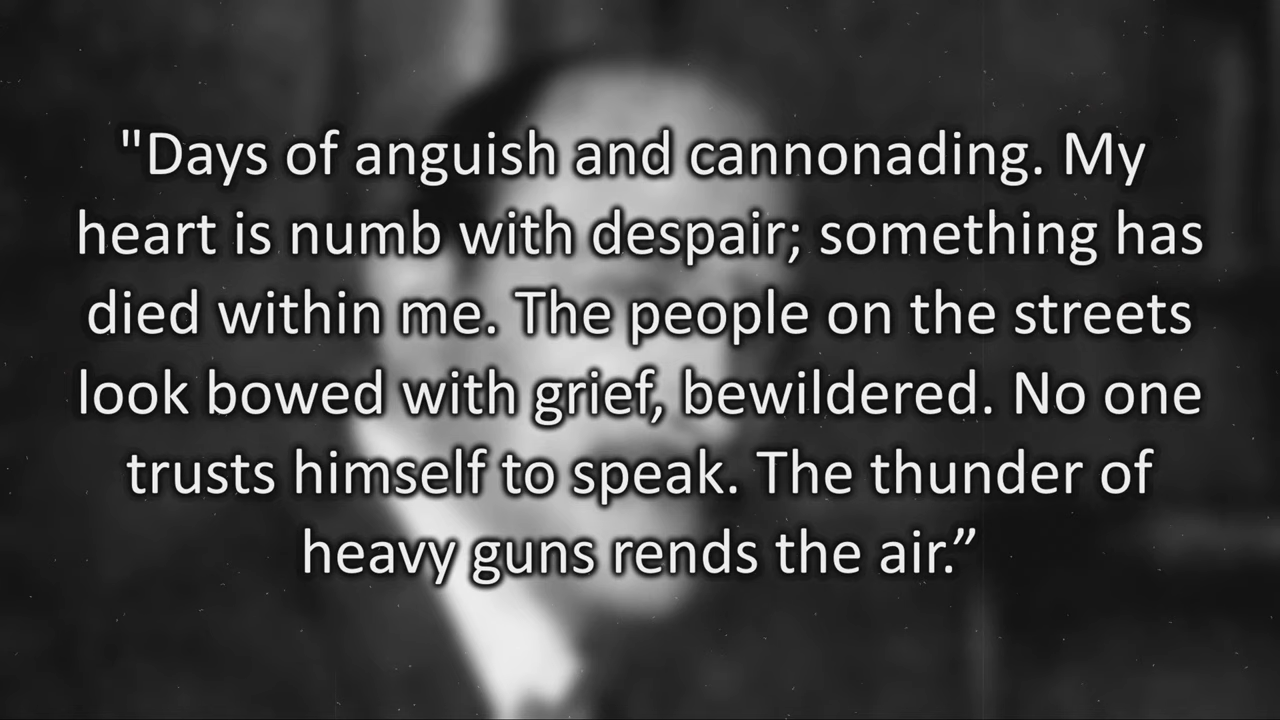 "Days of anguish and cannonading. My
heart is numb with despair; something has
died within me. The people on the streets
look bowed with grief, bewildered. No one
trusts himself to speak. The thunder of
heavy guns rends the air.”